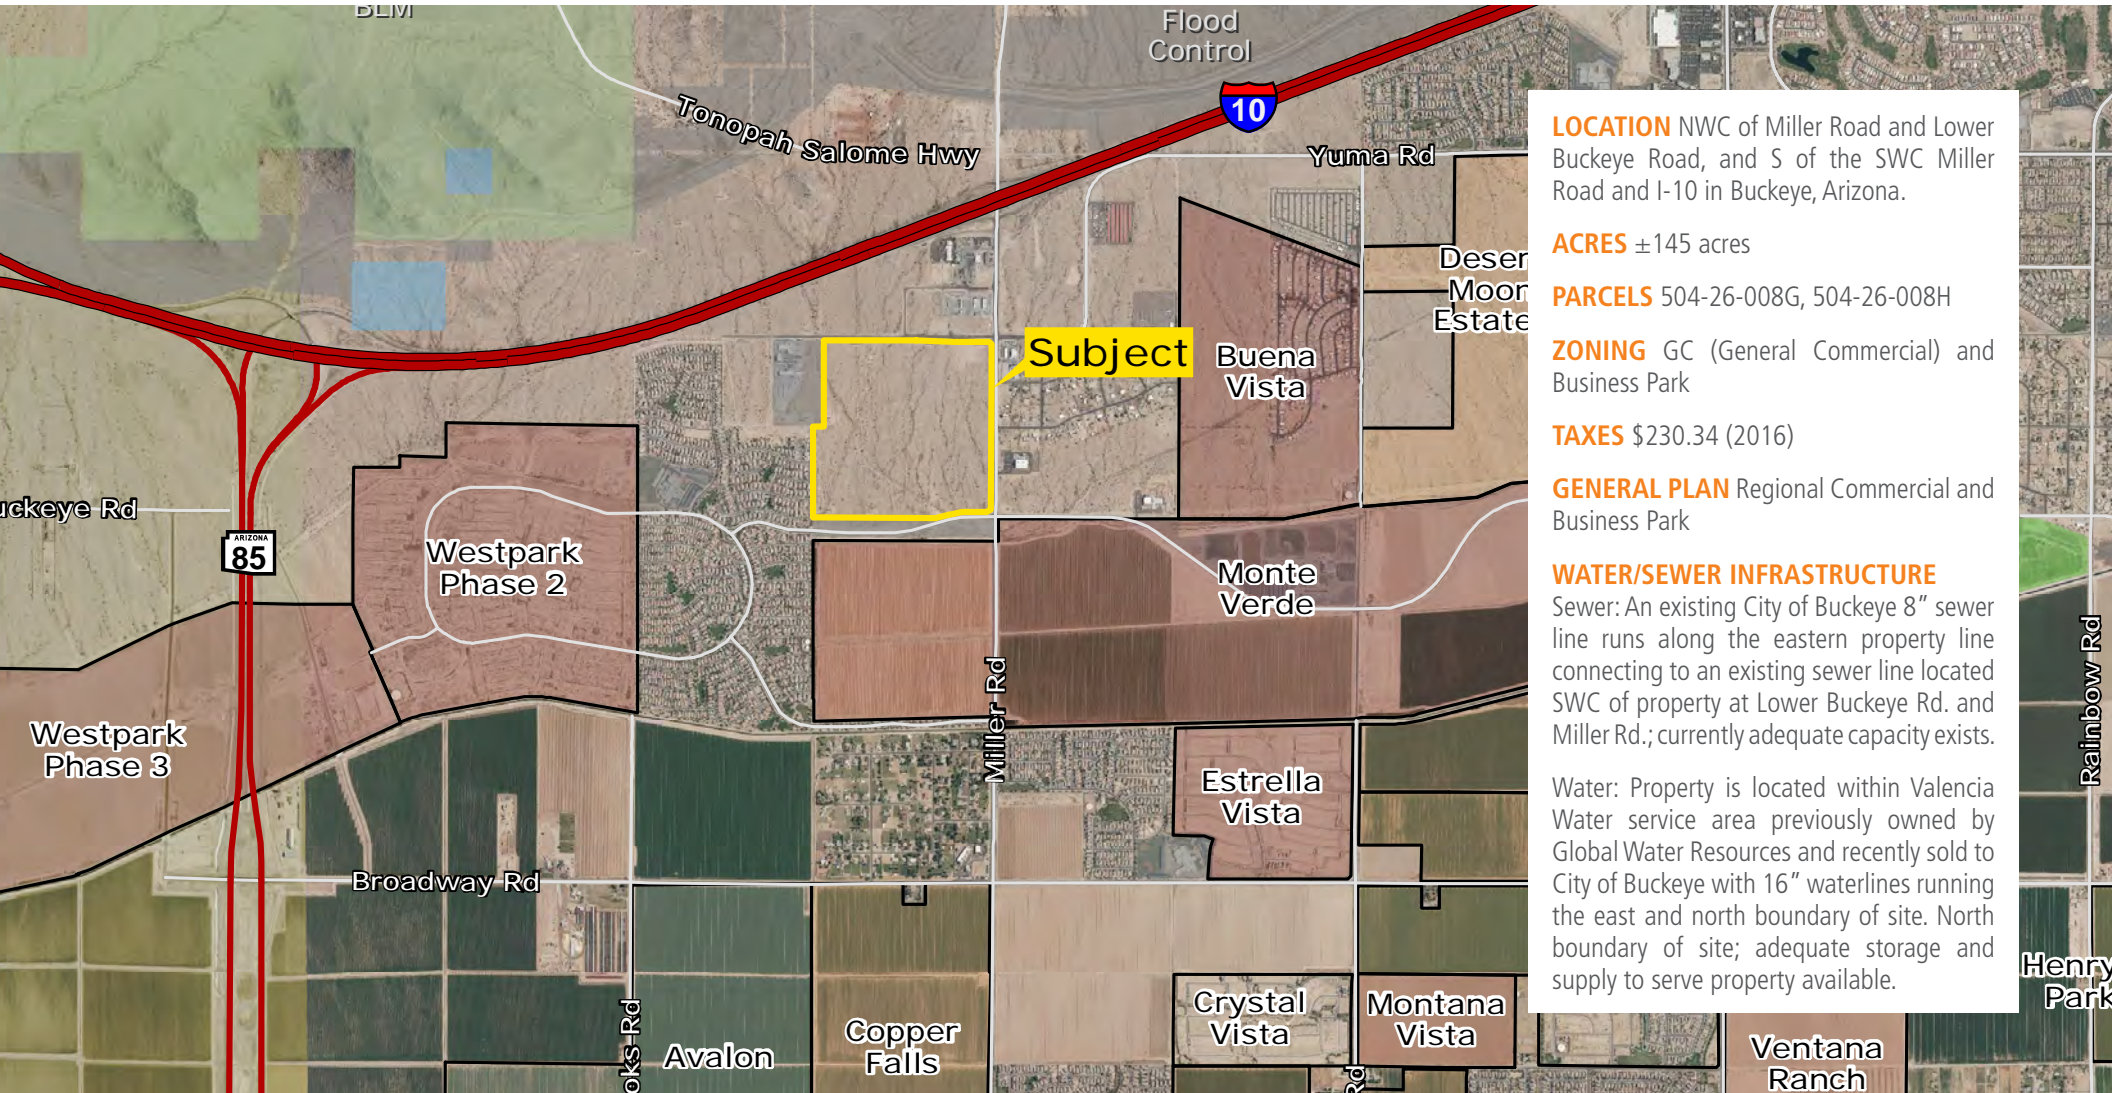 BLM
Flood
Control
10
Tonopah Salome Hwy
Yuma Rd
Deser
Moon
Estate
Subject
Buena
Vista
uckeye Rd
ARIZONA
85
Westpark
Phase 2
Monte
Verde
Miller Rd
Westpark
Phase 3
Estrella
Vista
Broadway Rd
oks Rd
Avalon
Copper
Falls
Crystal
Vista
Montana
Vista
Rd
Ventana
Ranch
Henry
Park
Rainbow Rd
LOCATION NWC of Miller Road and Lower
Buckeye Road, and S of the SWC Miller
Road and I-10 in Buckeye, Arizona.
ACRES ±145 acres
PARCELS 504-26-008G, 504-26-008H
ZONING GC (General Commercial) and
Business Park
TAXES $230.34 (2016)
GENERAL PLAN Regional Commercial and
Business Park
WATER/SEWER INFRASTRUCTURE
Sewer: An existing City of Buckeye 8” sewer
line runs along the eastern property line
connecting to an existing sewer line located
SWC of property at Lower Buckeye Rd. and
Miller Rd.; currently adequate capacity exists.
Water: Property is located within Valencia
Water service area previously owned by
Global Water Resources and recently sold to
City of Buckeye with 16” waterlines running
the east and north boundary of site. North
boundary of site; adequate storage and
supply to serve property available.